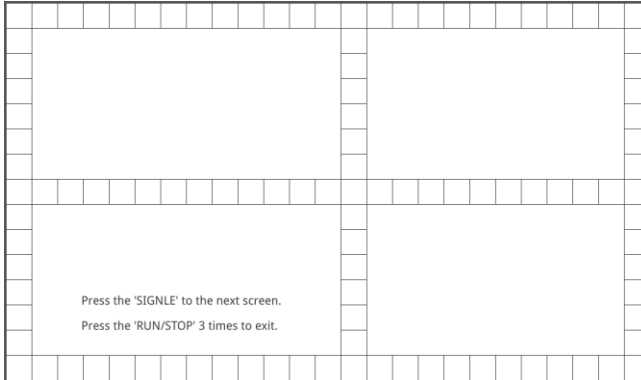 Press the 'SIGNLE' to the next screen.
Press the 'RUN/STOP' 3 times to exit.